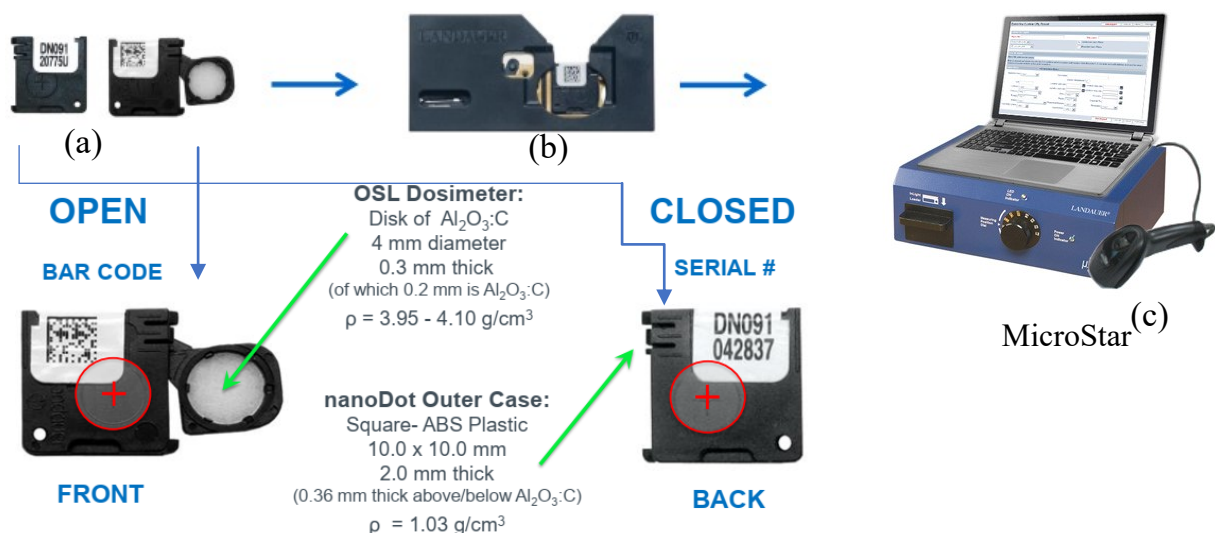 DN091
20775U
LANDAUER
(a)
(b)
OPEN
BAR CODE
OSL Dosimeter:
Disk of Al₂O₃:C
4 mm diameter
0.3 mm thick
(of which 0.2 mm is Al₂O₃:C)
ρ = 3.95 - 4.10 g/cm³
CLOSED
SERIAL #
DN091
042837
nanoDot Outer Case:
Square- ABS Plastic
10.0 x 10.0 mm
2.0 mm thick
(0.36 mm thick above/below Al₂O₃:C)
ρ = 1.03 g/cm³
FRONT
BACK
LANDAUER
MicroStar
(c)